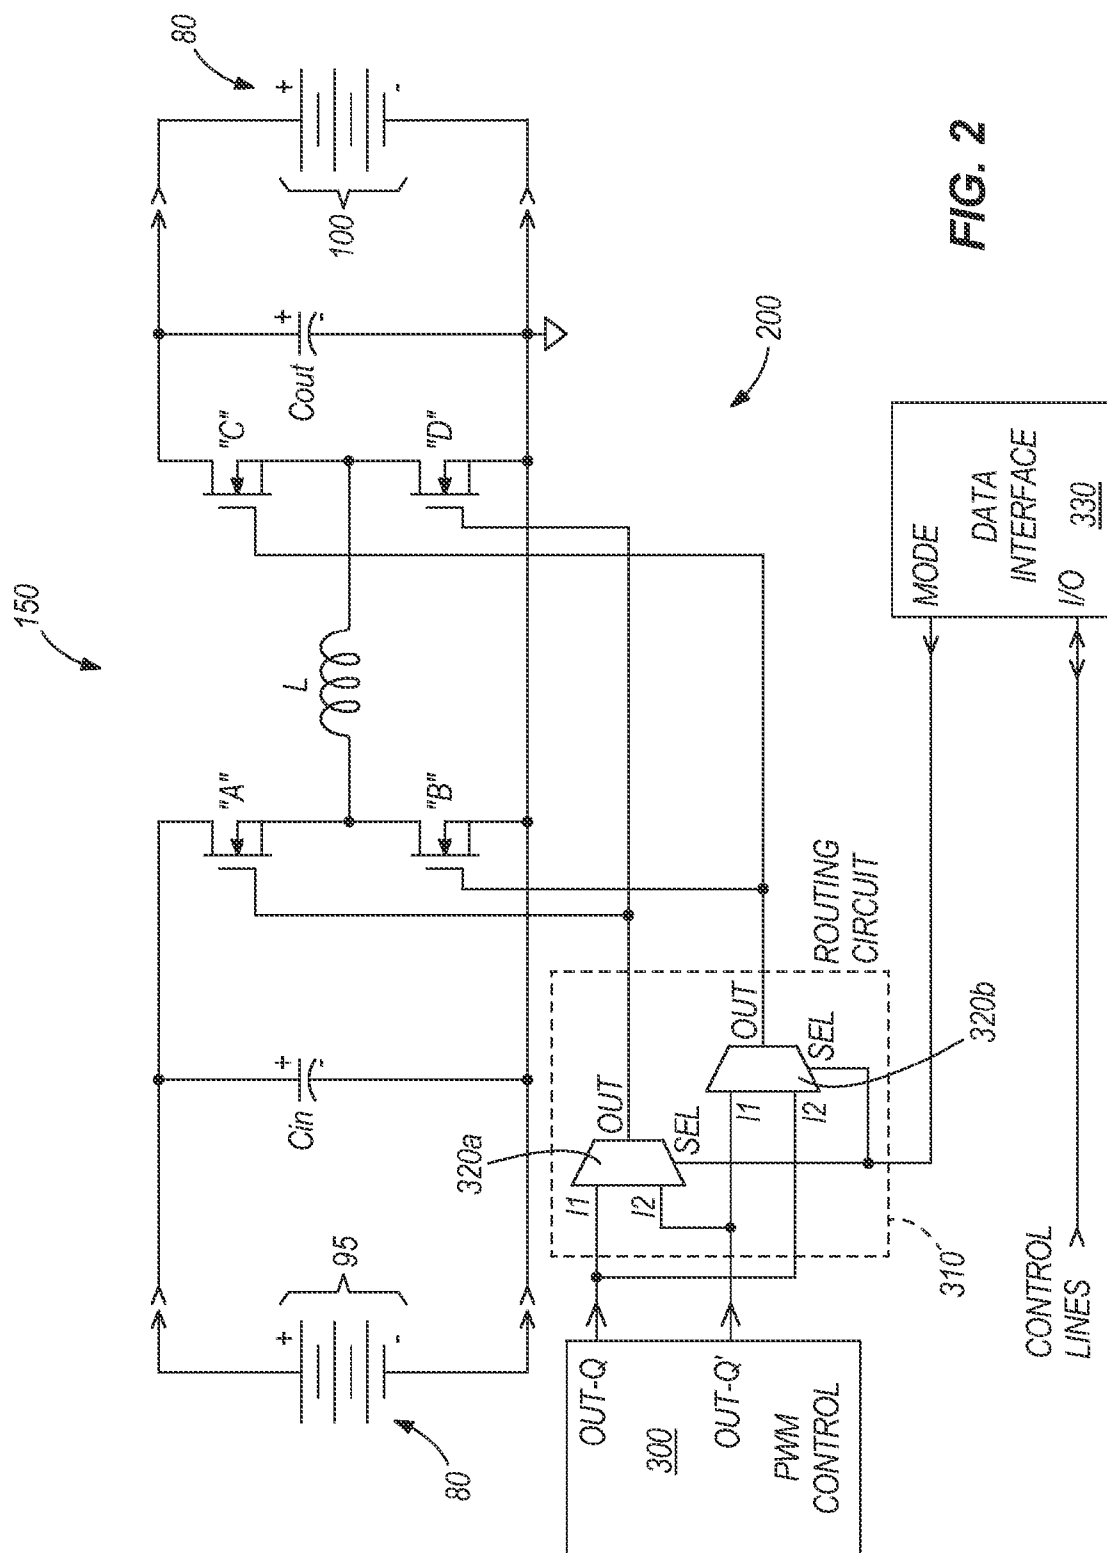 150
80
95
+
-
Cin
+
-
"A"
"B"
L
"C"
"D"
Cout
+
-
100
+
-
80
200
320a
OUT
I1
I2
SEL
OUT
I1
I2
SEL
320b
ROUTING
CIRCUIT
310
OUT-Q
300
OUT-Q'
PWM
CONTROL
MODE
DATA
INTERFACE
330
I/O
CONTROL
LINES
FIG. 2